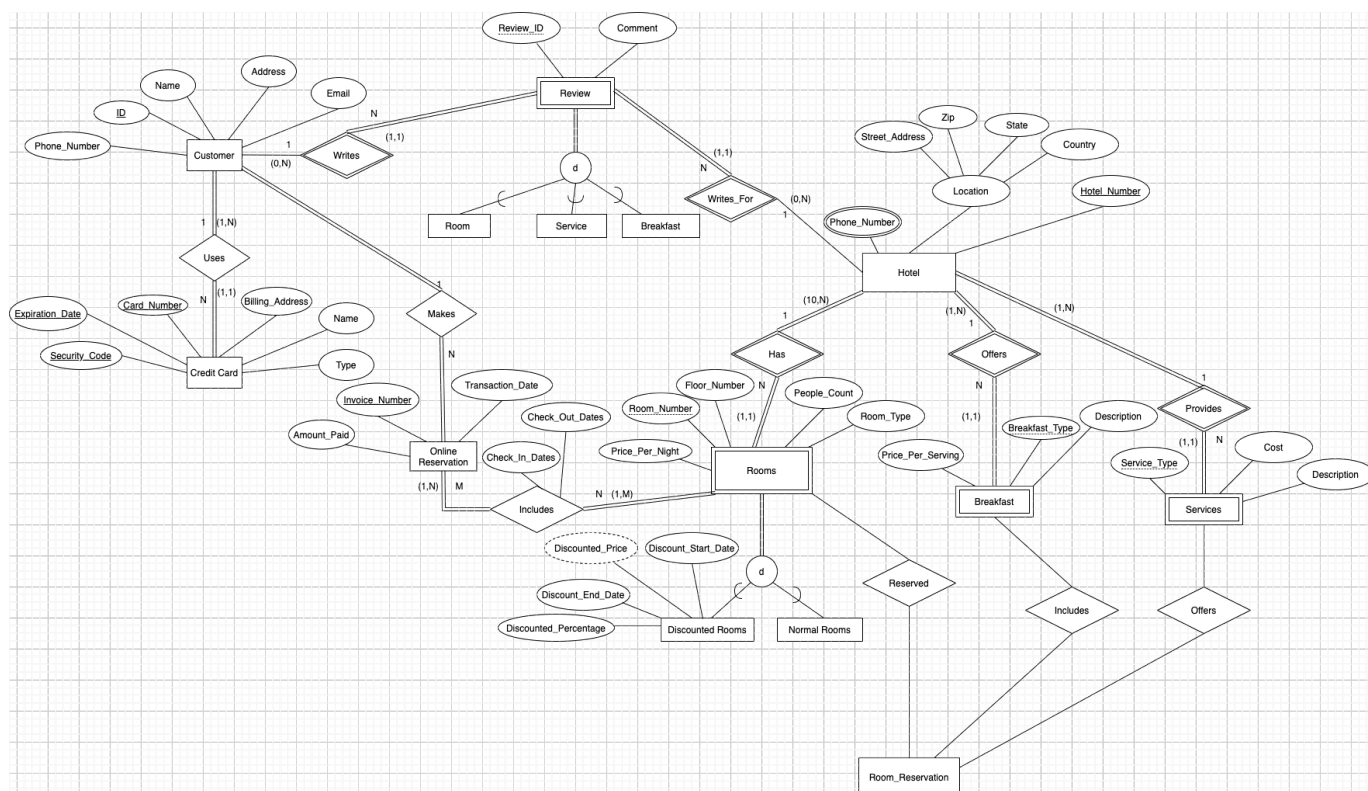 Review_ID
Comment
Address
Name
Email
ID
Phone_Number
Customer
1
(0,N)
Writes
N
(1,1)
Review
d
Room
Service
Breakfast
(1,1)
N
Writes_For
(0,N)
1
Zip
State
Street_Address
Country
Location
Hotel_Number
Phone_Number
Hotel
1
(1,N)
Uses
N
(1,1)
Card_Number
Billing_Address
Expiration_Date
Name
Security_Code
Type
Credit Card
1
Makes
N
Transaction_Date
Invoice_Number
Check_Out_Dates
Amount_Paid
Online
Reservation
Check_In_Dates
(1,N)
M
Includes
N
(1,M)
(10,N)
1
Has
N
(1,1)
Floor_Number
People_Count
Room_Number
Room_Type
Price_Per_Night
Rooms
(1,N)
1
Offers
N
(1,1)
Breakfast_Type
Description
Price_Per_Serving
Breakfast
(1,N)
1
Provides
(1,1)
N
Service_Type
Cost
Description
Services
d
Discounted_Price
Discount_Start_Date
Discount_End_Date
Discounted_Percentage
Discounted Rooms
Normal Rooms
Reserved
Includes
Offers
Room_Reservation